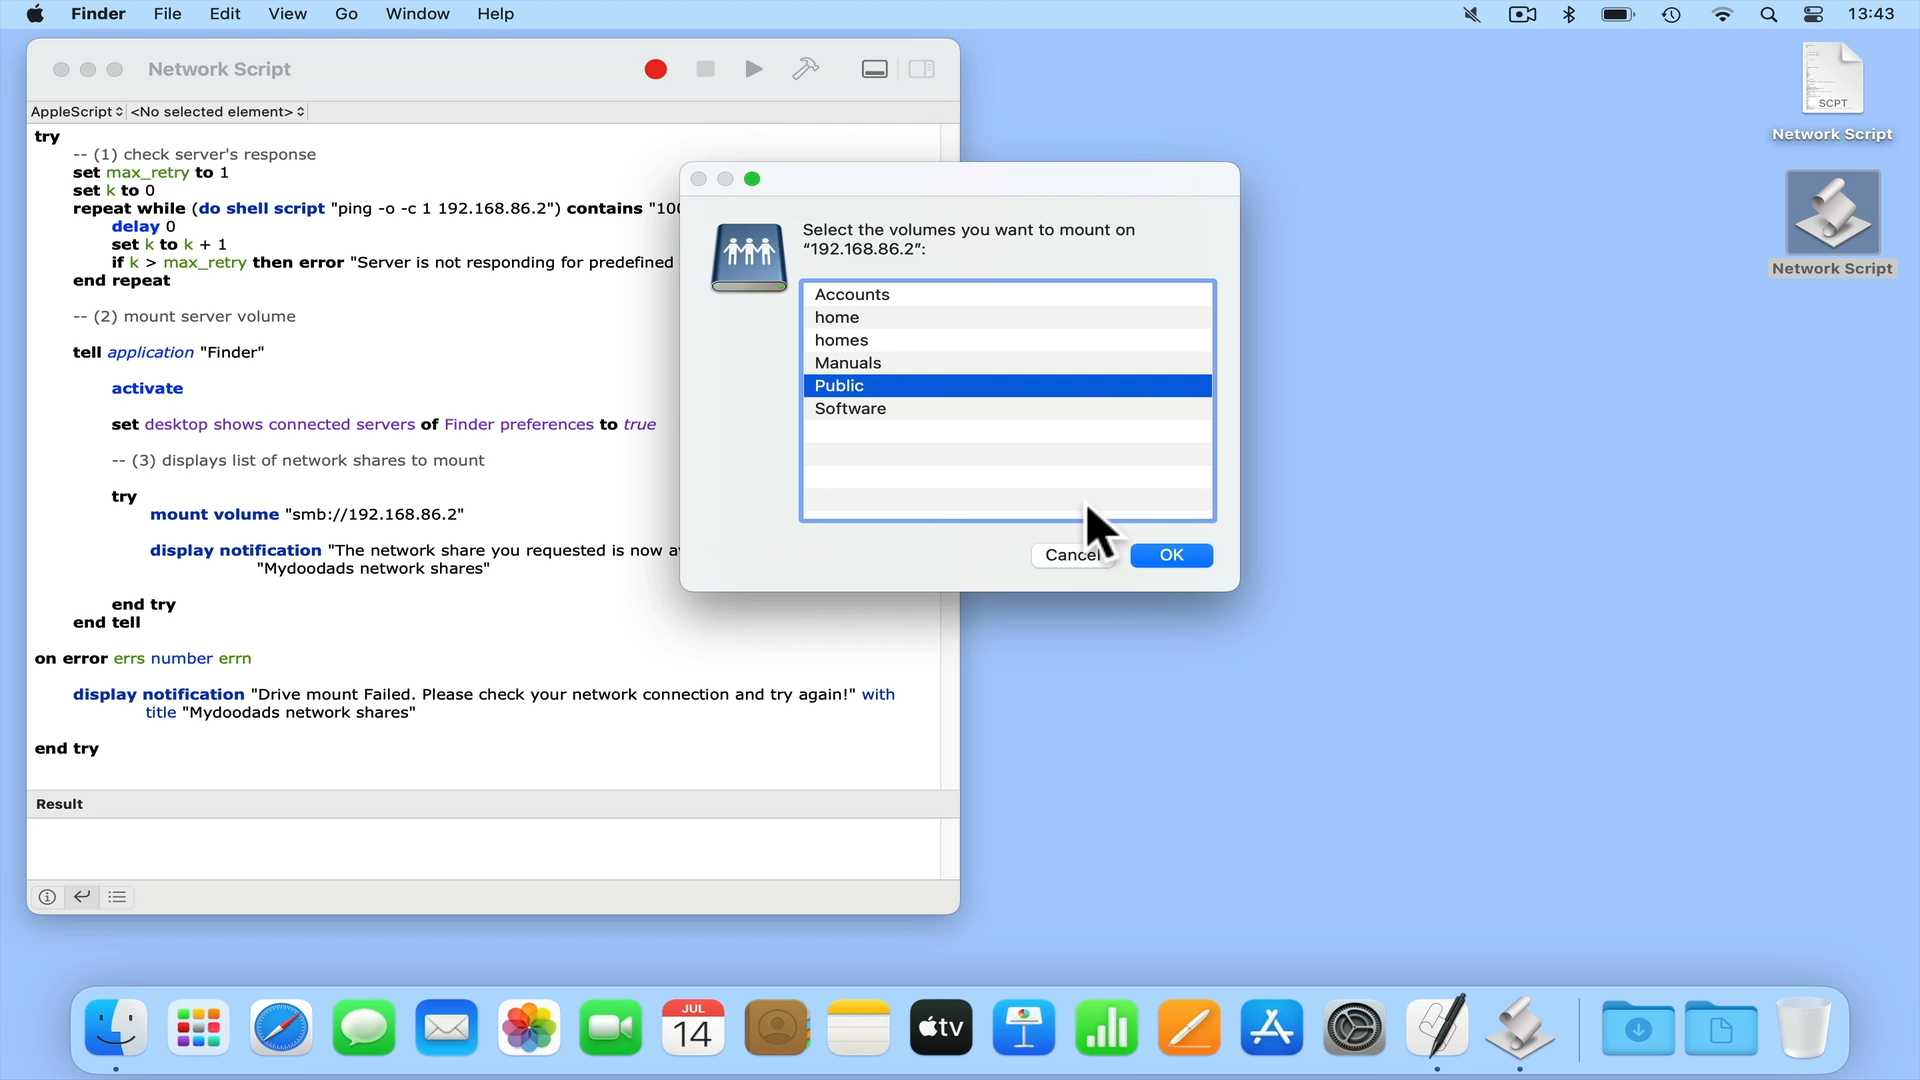 Finder File Edit View Go Window Help 13:43
Network Script
AppleScript <No selected element>
try
-- (1) check server's response
set max_retry to 1
set k to 0
repeat while (do shell script "ping -o -c 1 192.168.86.2") contains "100
delay 0
set k to k + 1
if k > max_retry then error "Server is not responding for predefined
end repeat
-- (2) mount server volume
tell application "Finder"
activate
set desktop shows connected servers of Finder preferences to true
-- (3) displays list of network shares to mount
try
mount volume "smb://192.168.86.2"
display notification "The network share you requested is now
"Mydoodads network shares"
end try
end tell
on error errs number errn
display notification "Drive mount Failed. Please check your network connection and try again!" with
title "Mydoodads network shares"
end try
Result
Select the volumes you want to mount on
“192.168.86.2”:
Accounts
home
homes
Manuals
Public
Software
Cancel OK
SCPT
Network Script
Network Script
JUL
14
tv